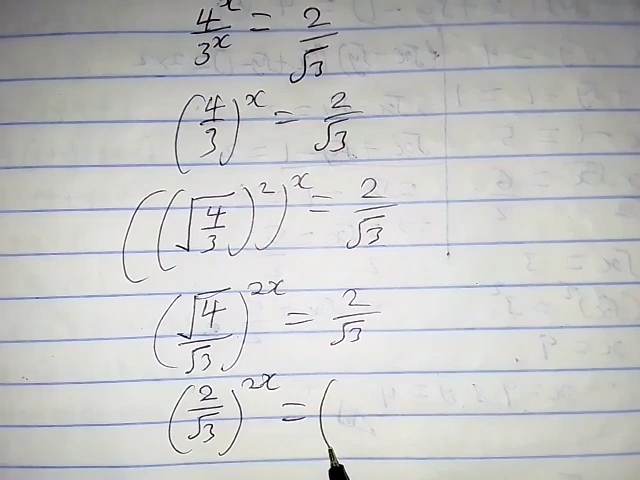 4^x/3^x = 2/√3
(4/3)^x = 2/√3
((√(4/3))^2)^x = 2/√3
(√4/√3)^2x = 2/√3
(2/√3)^2x = (